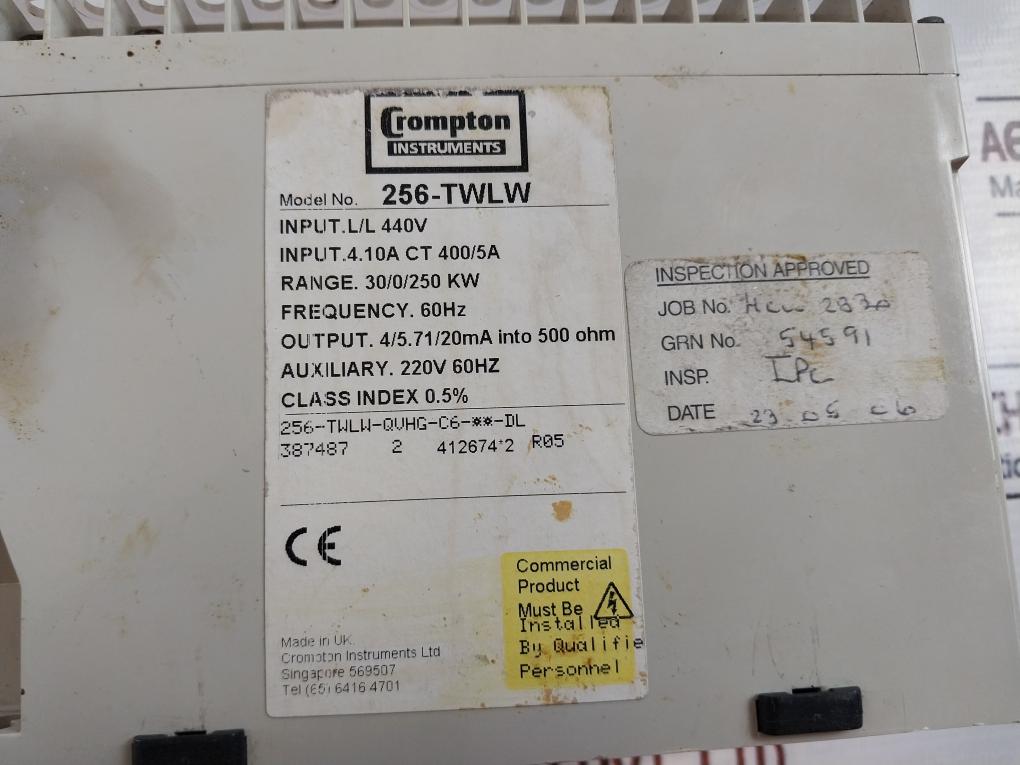 Crompton
INSTRUMENTS
Model No. 256-TWLW
INPUT.L/L 440V
INPUT.4.10A CT 400/5A
RANGE. 30/0/250 KW
FREQUENCY. 60Hz
OUTPUT. 4/5.71/20mA into 500 ohm
AUXILIARY. 220V 60HZ
CLASS INDEX 0.5%
256-TWLW-QVHG-C6-**-DL
387487 2 412674*2 R05
CE
Commercial
Product
Must Be
Installed
By Qualifie
Personnel
Made in UK.
Crompton Instruments Ltd
Singapore 569507
Tel (65) 6416 4701
INSPECTION APPROVED
JOB No.
GRN No. 54591
INSP.
DATE 23 05 06